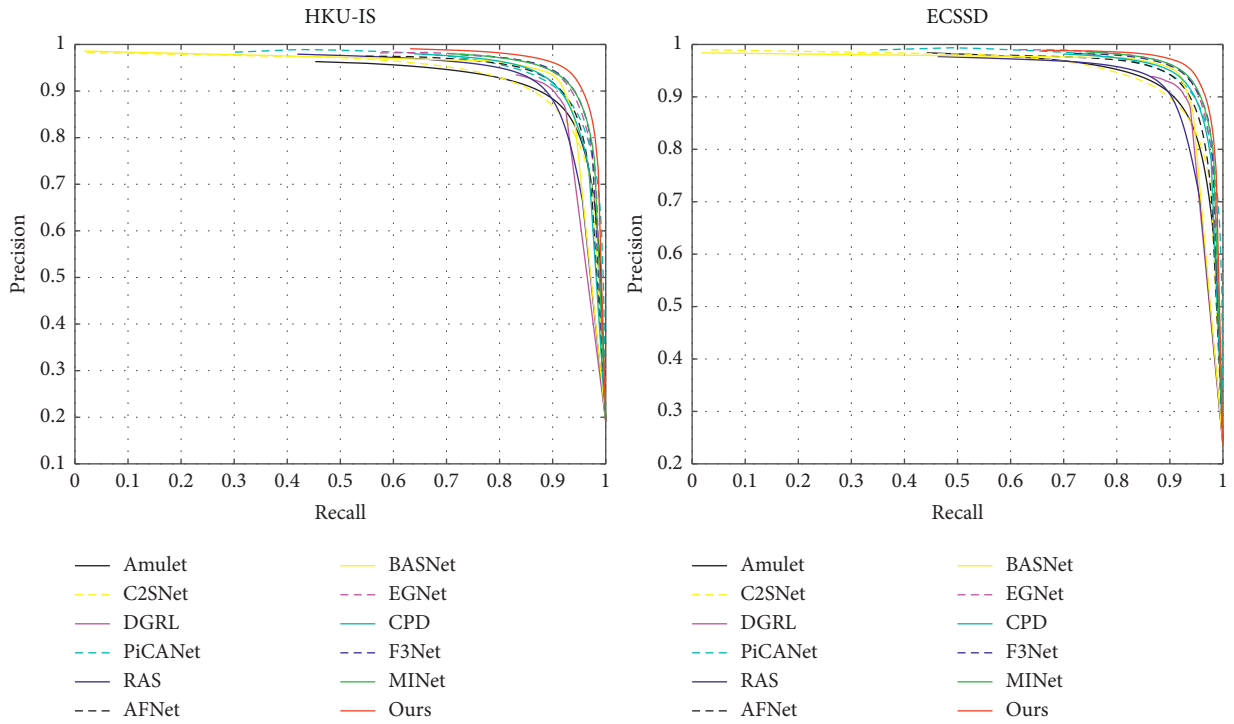 HKU-IS
1
0.9
0.8
0.7
0.6
0.5
0.4
0.3
0.2
0.1
Precision
0 0.1 0.2 0.3 0.4 0.5 0.6 0.7 0.8 0.9 1
Recall
Amulet
C2SNet
DGRL
PiCANet
RAS
AFNet
BASNet
EGNet
CPD
F3Net
MINet
Ours
ECSSD
1
0.9
0.8
0.7
0.6
0.5
0.4
0.3
0.2
Precision
0 0.1 0.2 0.3 0.4 0.5 0.6 0.7 0.8 0.9 1
Recall
Amulet
C2SNet
DGRL
PiCANet
RAS
AFNet
BASNet
EGNet
CPD
F3Net
MINet
Ours